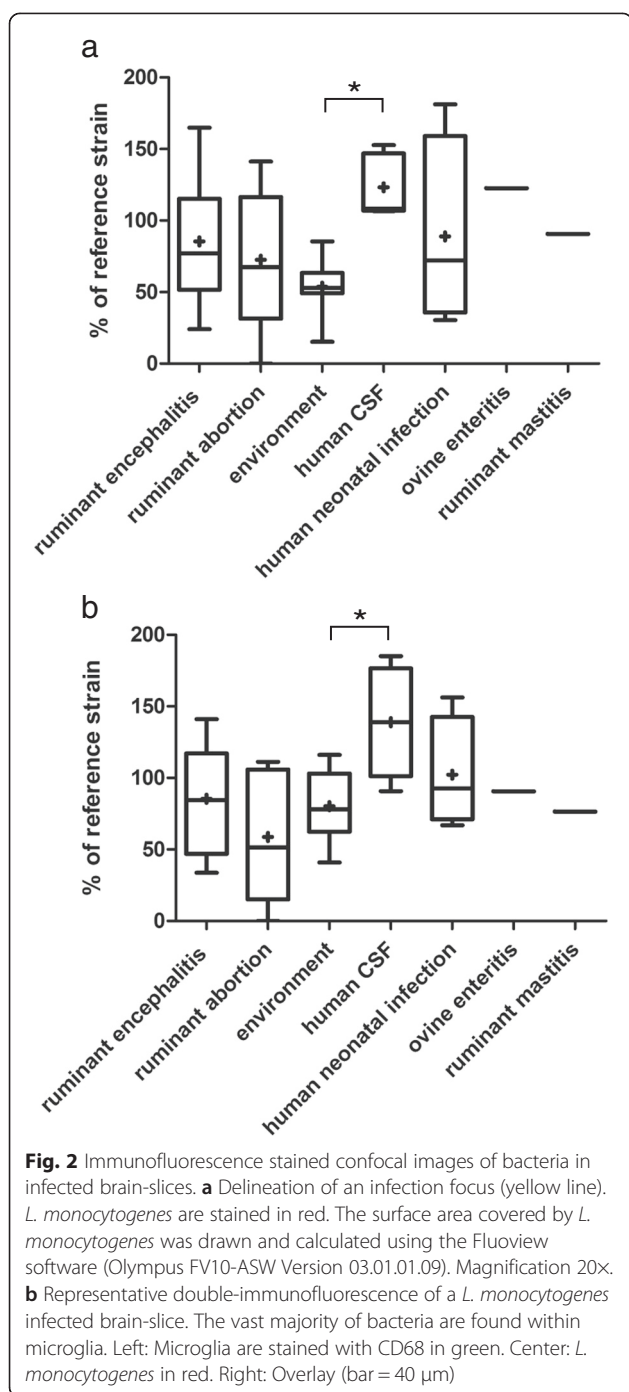 a
*
200
150
100
50
0
% of reference strain
ruminant encephalitis
ruminant abortion
environment
human CSF
human neonatal infection
ovine enteritis
ruminant mastitis
b
*
200
150
100
50
0
% of reference strain
ruminant encephalitis
ruminant abortion
environment
human CSF
human neonatal infection
ovine enteritis
ruminant mastitis
Fig. 2 Immunofluorescence stained confocal images of bacteria in
infected brain-slices. a Delineation of an infection focus (yellow line).
L. monocytogenes are stained in red. The surface area covered by L.
monocytogenes was drawn and calculated using the Fluoview
software (Olympus FV10-ASW Version 03.01.01.09). Magnification 20×.
b Representative double-immunofluorescence of a L. monocytogenes
infected brain-slice. The vast majority of bacteria are found within
microglia. Left: Microglia are stained with CD68 in green. Center: L.
monocytogenes in red. Right: Overlay (bar = 40 μm)